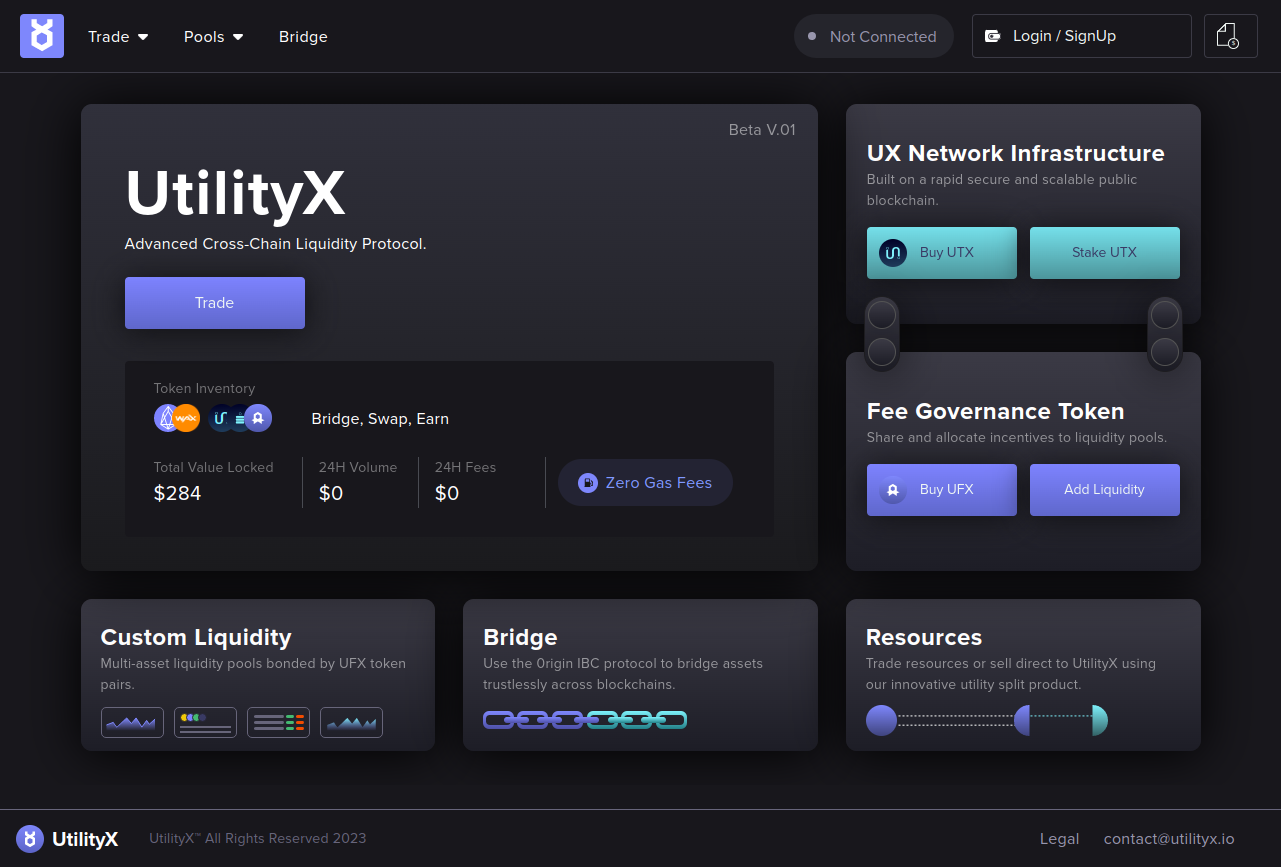 Trade
Pools
Bridge
Not Connected
Login / SignUp
Beta V.01
UtilityX
Advanced Cross-Chain Liquidity Protocol.
Trade
Token Inventory
Bridge, Swap, Earn
Total Value Locked
$284
24H Volume
$0
24H Fees
$0
Zero Gas Fees
UX Network Infrastructure
Built on a rapid secure and scalable public
blockchain.
Buy UTX
Stake UTX
Fee Governance Token
Share and allocate incentives to liquidity pools.
Buy UFX
Add Liquidity
Custom Liquidity
Multi-asset liquidity pools bonded by UFX token
pairs.
Bridge
Use the 0rigin IBC protocol to bridge assets
trustlessly across blockchains.
Resources
Trade resources or sell direct to UtilityX using
our innovative utility split product.
UtilityX
UtilityX™ All Rights Reserved 2023
Legal
contact@utilityx.io